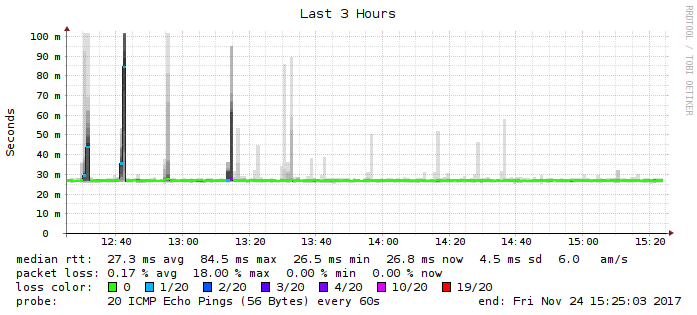 Last 3 Hours
RRDTOOL / TOBI OETIKER
Seconds
100 m
90 m
80 m
70 m
60 m
50 m
40 m
30 m
20 m
10 m
0
12:40 13:00 13:20 13:40 14:00 14:20 14:40 15:00 15:20
median rtt: 27.3 ms avg 84.5 ms max 26.5 ms min 26.8 ms now 4.5 ms sd 6.0 am/s
packet loss: 0.17 % avg 18.00 % max 0.00 % min 0.00 % now
loss color: 0 1/20 2/20 3/20 4/20 10/20 19/20
probe: 20 ICMP Echo Pings (56 Bytes) every 60s end: Fri Nov 24 15:25:03 2017